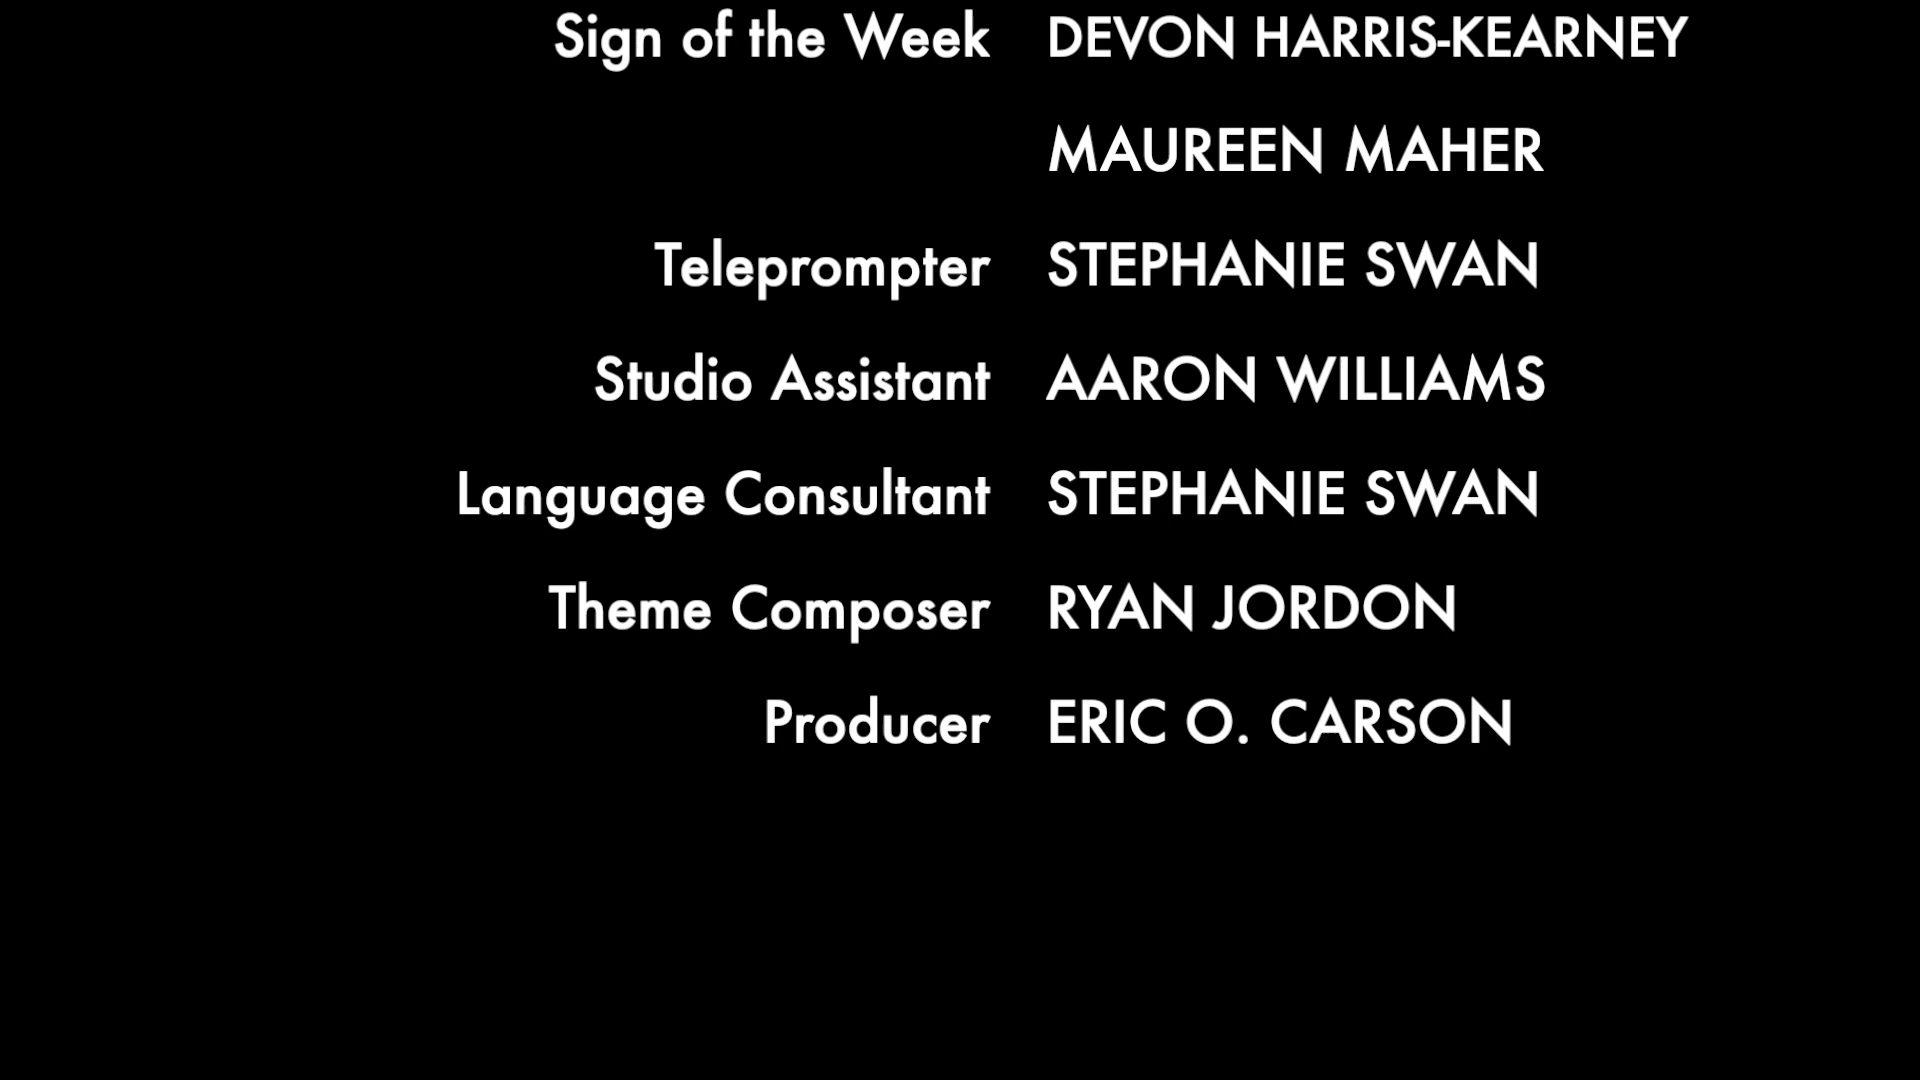 Sign of the Week DEVON HARRIS-KEARNEY
MAUREEN MAHER
Teleprompter STEPHANIE SWAN
Studio Assistant AARON WILLIAMS
Language Consultant STEPHANIE SWAN
Theme Composer RYAN JORDON
Producer ERIC O. CARSON